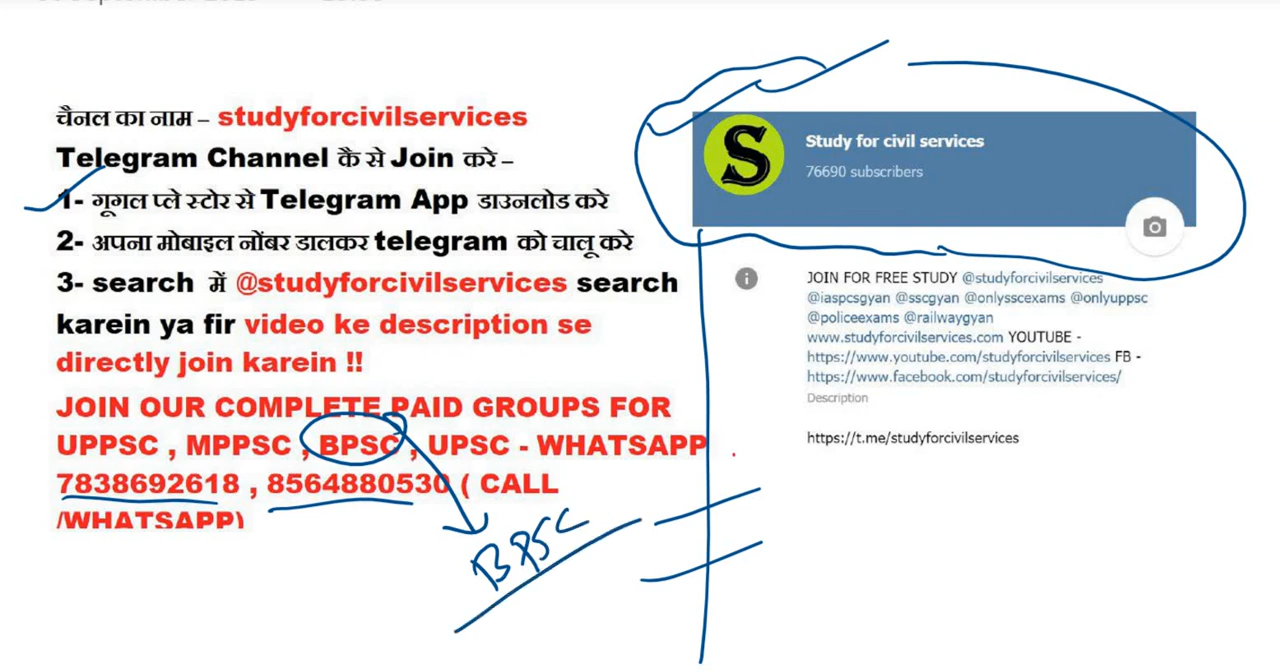 चैनल का नाम – studyforcivilservices
Telegram Channel कैसे Join करे –
1- गूगल प्ले स्टोर से Telegram App डाउनलोड करे
2- अपना मोबाइल नोंबर डालकर telegram को चालू करे
3- search में @studyforcivilservices search
karein ya fir video ke description se
directly join karein !!
JOIN OUR COMPLETE PAID GROUPS FOR
UPPSC , MPPSC , BPSC , UPSC - WHATSAPP
7838692618 , 8564880530 ( CALL
/WHATSAPP)
BPSC
S
Study for civil services
76690 subscribers
JOIN FOR FREE STUDY @studyforcivilservices
@iaspcsgyan @sscgyan @onlysscexams @onlyuppsc
@policeexams @railwaygyan
www.studyforcivilservices.com YOUTUBE -
https://www.youtube.com/studyforcivilservices FB -
https://www.facebook.com/studyforcivilservices/
Description
https://t.me/studyforcivilservices